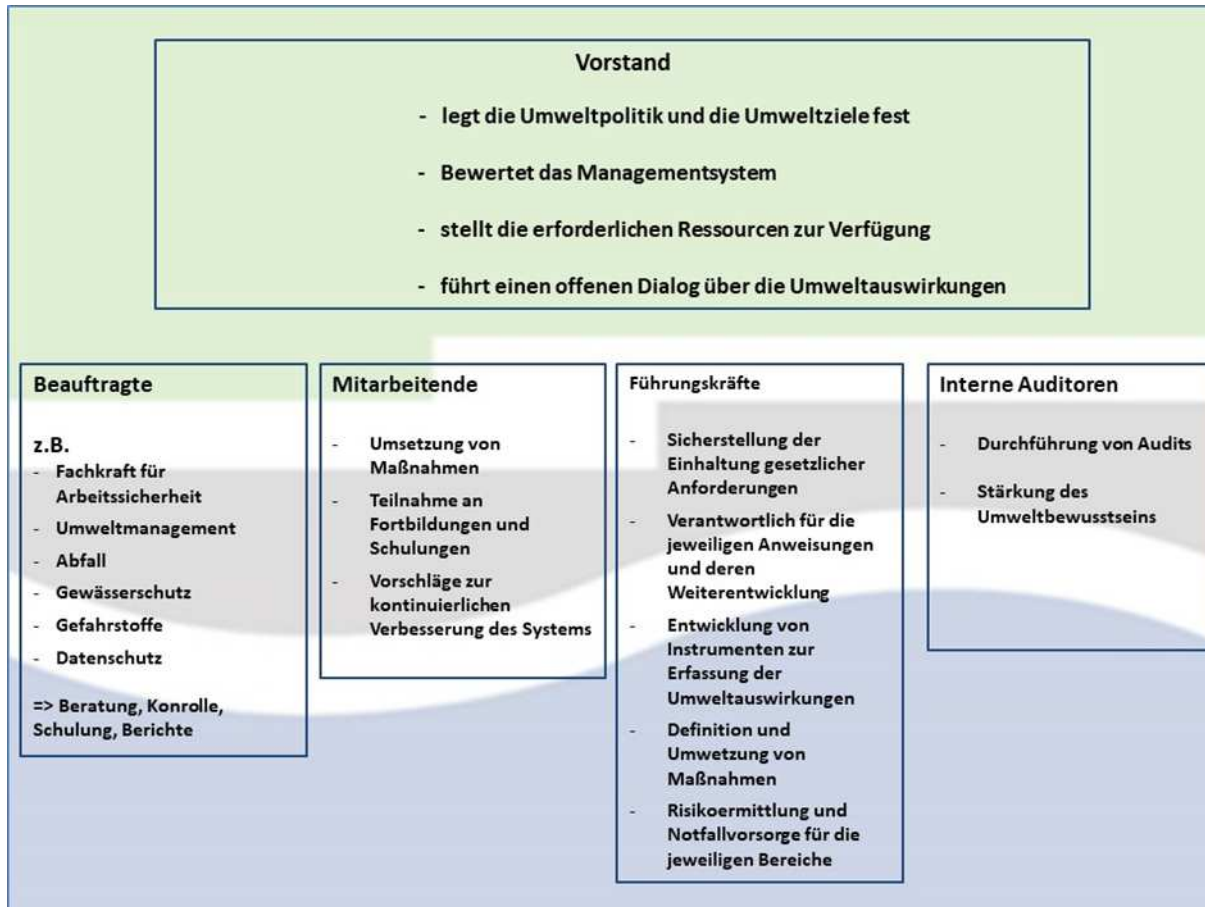 Vorstand
- legt die Umweltpolitik und die Umweltziele fest
- Bewertet das Managementsystem
- stellt die erforderlichen Ressourcen zur Verfügung
- führt einen offenen Dialog über die Umweltauswirkungen
Beauftragte
z.B.
- Fachkraft für
Arbeitssicherheit
- Umweltmanagement
- Abfall
- Gewässerschutz
- Gefahrstoffe
- Datenschutz
=> Beratung, Konrolle,
Schulung, Berichte
Mitarbeitende
- Umsetzung von
Maßnahmen
- Teilnahme an
Fortbildungen und
Schulungen
- Vorschläge zur
kontinuierlichen
Verbesserung des Systems
Führungskräfte
- Sicherstellung der
Einhaltung gesetzlicher
Anforderungen
- Verantwortlich für die
jeweiligen Anweisungen
und deren
Weiterentwicklung
- Entwicklung von
Instrumenten zur
Erfassung der
Umweltauswirkungen
- Definition und
Umwetzung von
Maßnahmen
- Risikoermittlung und
Notfallvorsorge für die
jeweiligen Bereiche
Interne Auditoren
- Durchführung von Audits
- Stärkung des
Umweltbewusstseins